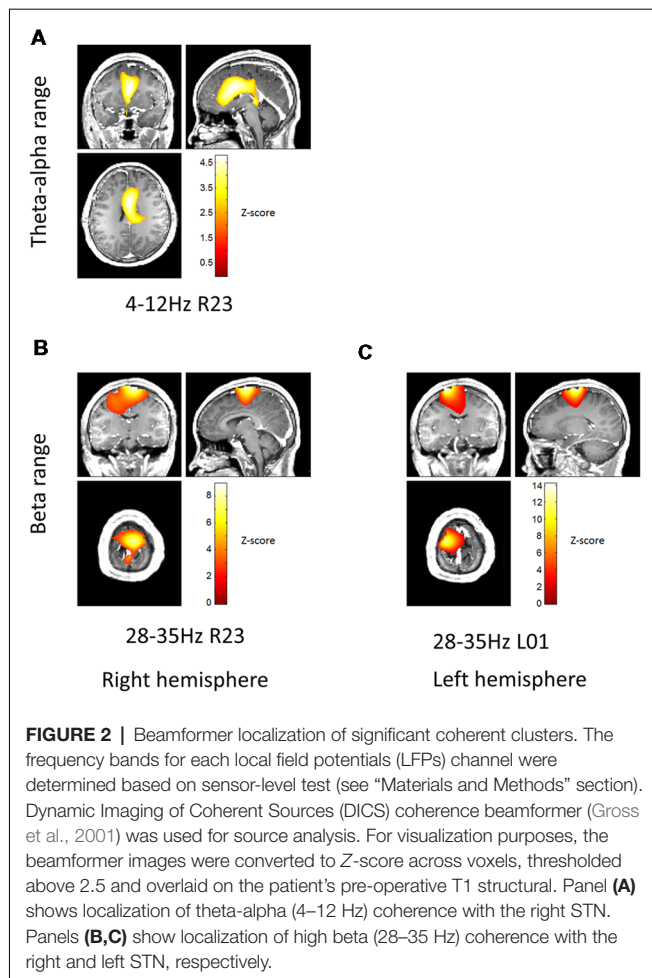 A
Theta-alpha range
4.5
3.5
2.5
1.5
0.5
Z-score
4-12Hz R23
B
C
Beta range
8
6
4
2
0
Z-score
14
12
10
8
6
4
2
0
Z-score
28-35Hz R23
28-35Hz L01
Right hemisphere
Left hemisphere
FIGURE 2 | Beamformer localization of significant coherent clusters. The
frequency bands for each local field potentials (LFPs) channel were
determined based on sensor-level test (see “Materials and Methods” section).
Dynamic Imaging of Coherent Sources (DICS) coherence beamformer (Gross
et al., 2001) was used for source analysis. For visualization purposes, the
beamformer images were converted to Z-score across voxels, thresholded
above 2.5 and overlaid on the patient’s pre-operative T1 structural. Panel (A)
shows localization of theta-alpha (4–12 Hz) coherence with the right STN.
Panels (B,C) show localization of high beta (28–35 Hz) coherence with the
right and left STN, respectively.